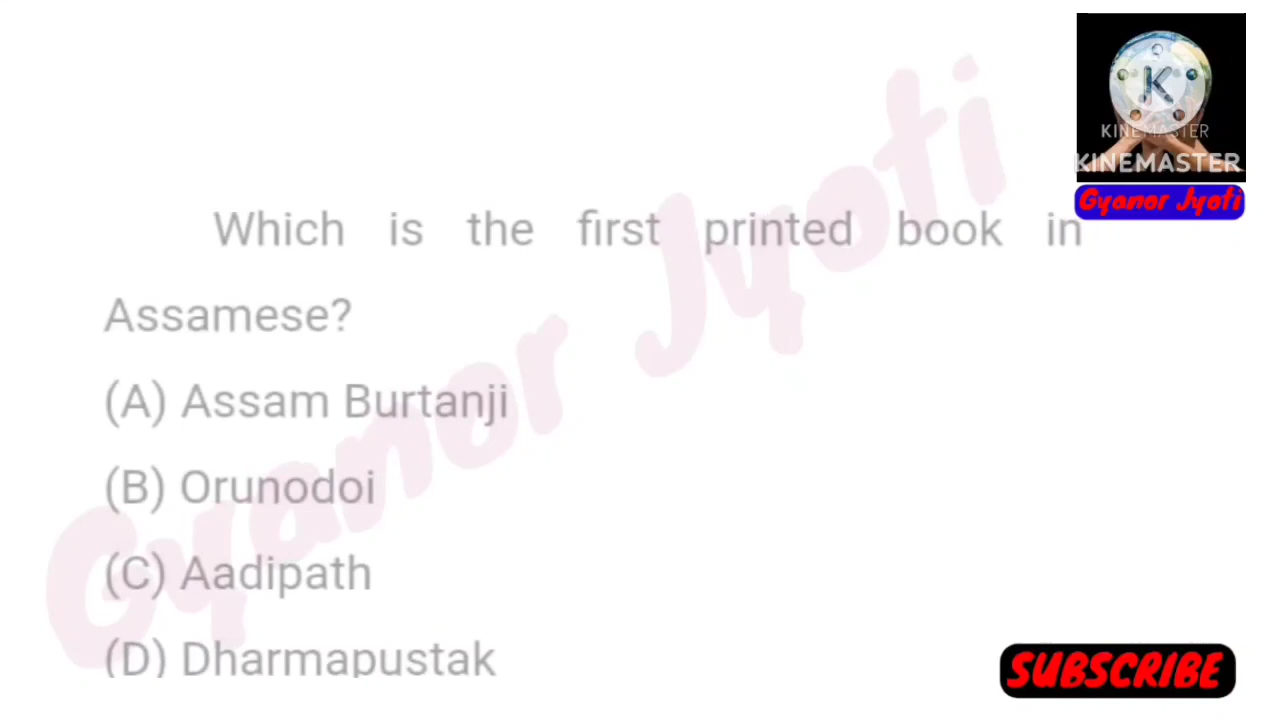 K
KINEMASTER
KINEMASTER
Gyanor Jyoti
Gyanor Jyoti
Which is the first printed book in
Assamese?
(A) Assam Burtanji
(B) Orunodoi
(C) Aadipath
(D) Dharmapustak
SUBSCRIBE